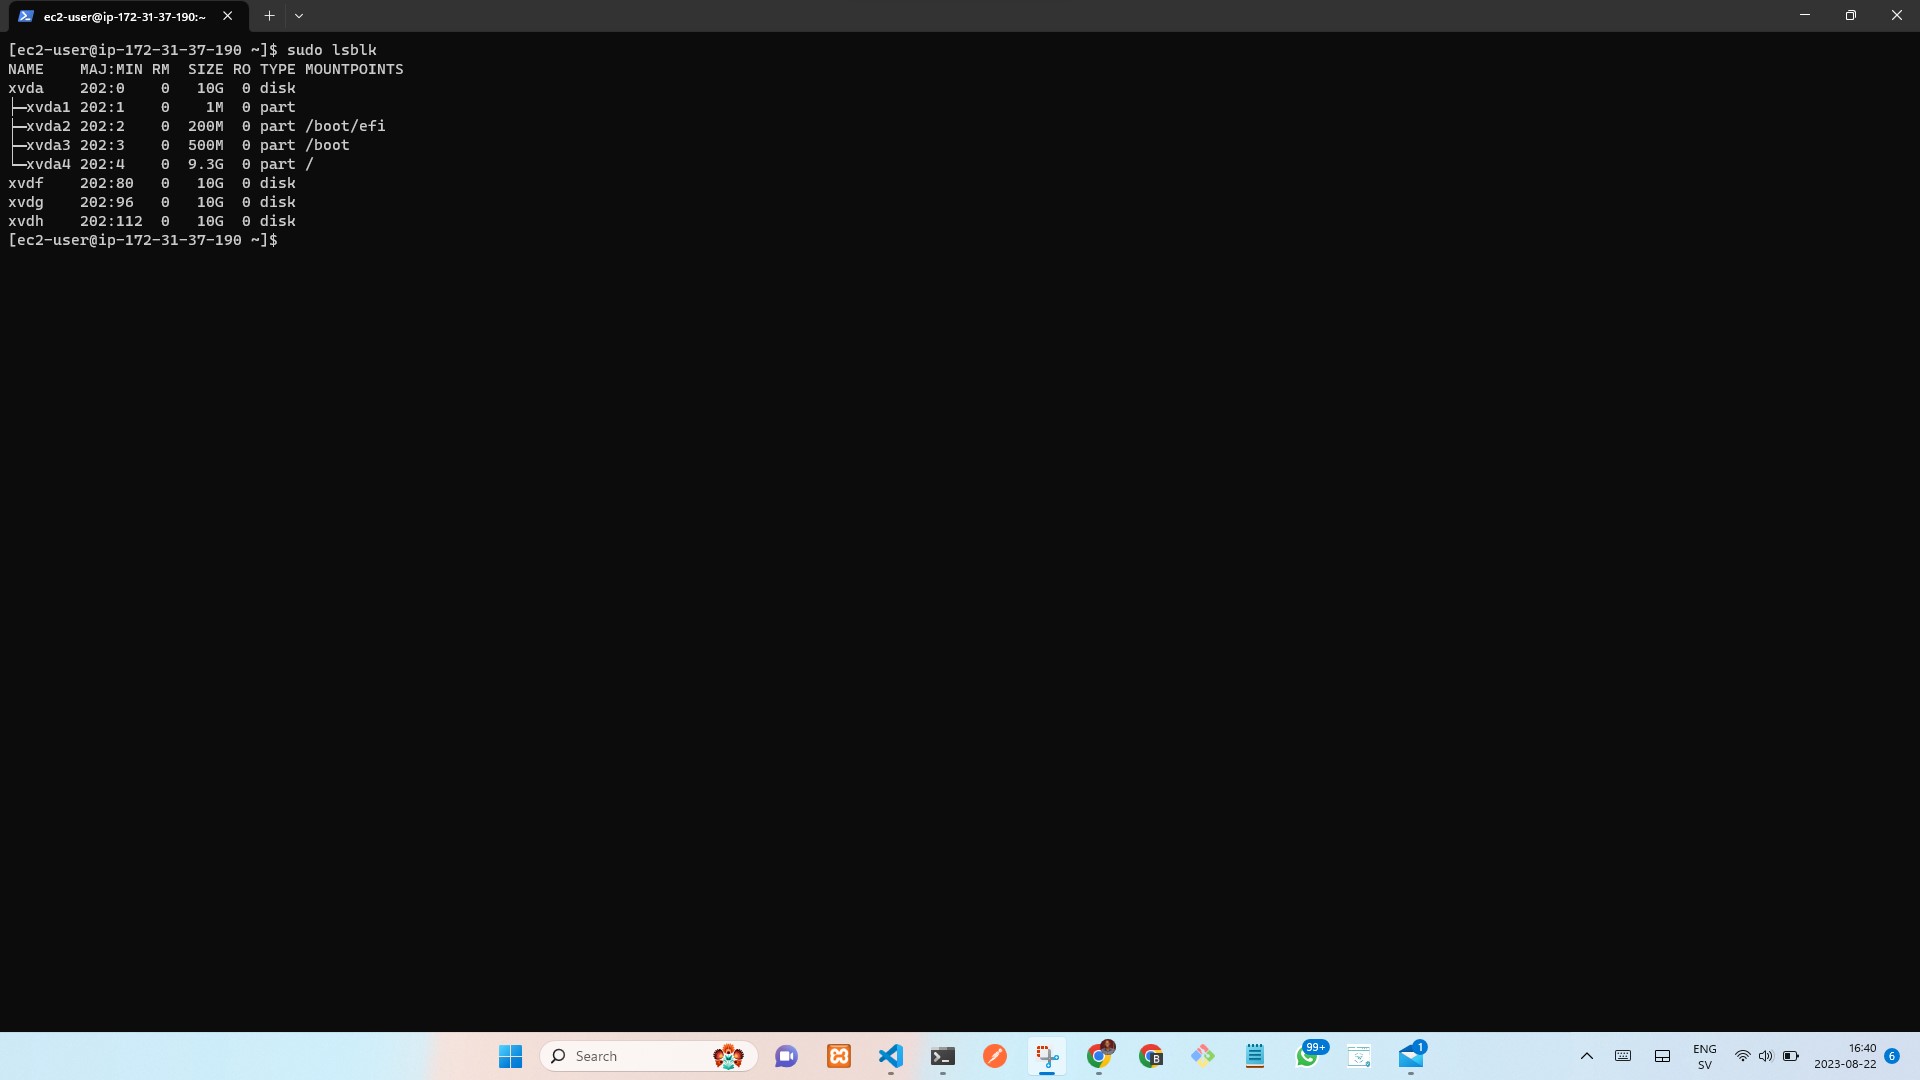 ec2-user@ip-172-31-37-190:~
[ec2-user@ip-172-31-37-190 ~]$ sudo lsblk
NAME    MAJ:MIN RM  SIZE RO TYPE MOUNTPOINTS
xvda    202:0    0   10G  0 disk
├─xvda1 202:1    0    1M  0 part
├─xvda2 202:2    0  200M  0 part /boot/efi
├─xvda3 202:3    0  500M  0 part /boot
└─xvda4 202:4    0  9.3G  0 part /
xvdf    202:80   0   10G  0 disk
xvdg    202:96   0   10G  0 disk
xvdh    202:112  0   10G  0 disk
[ec2-user@ip-172-31-37-190 ~]$
Search
B
99+
1
ENG
SV
16:40
2023-08-22
6